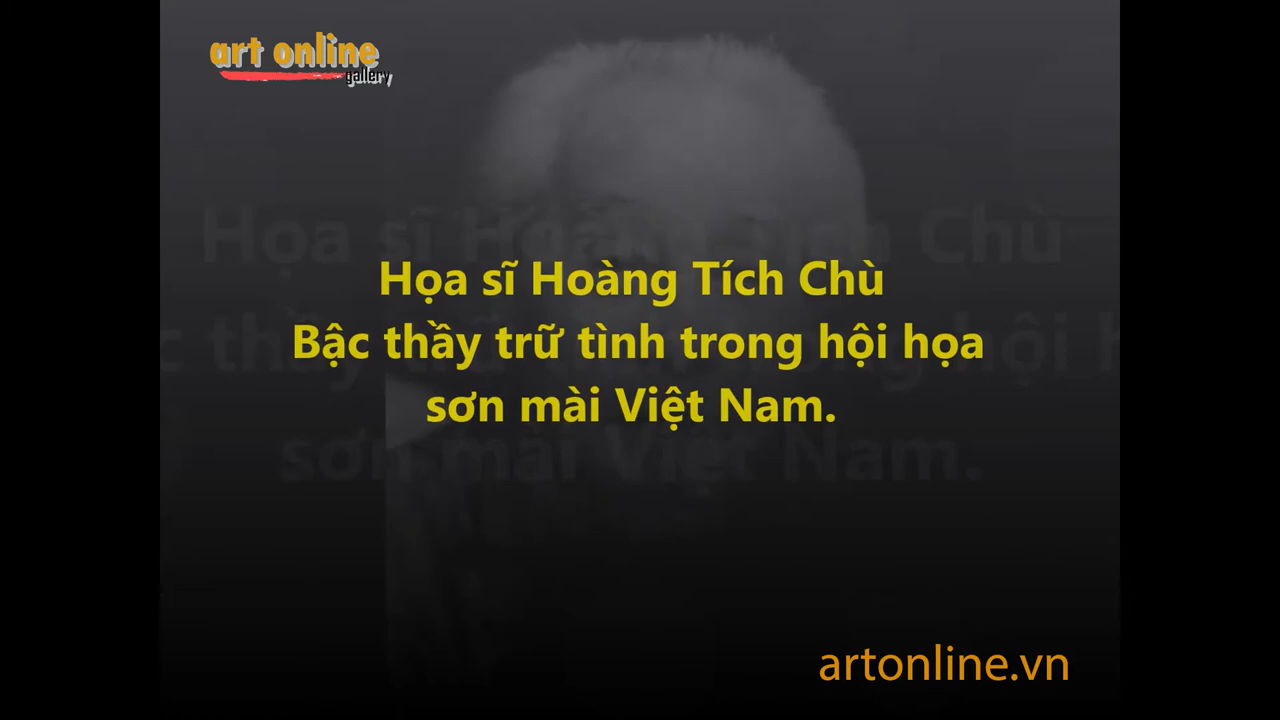 art online
gallery
Họa sĩ Hoàng Tích Chù
Bậc thầy trữ tình trong hội họa
sơn mài Việt Nam.
artonline.vn